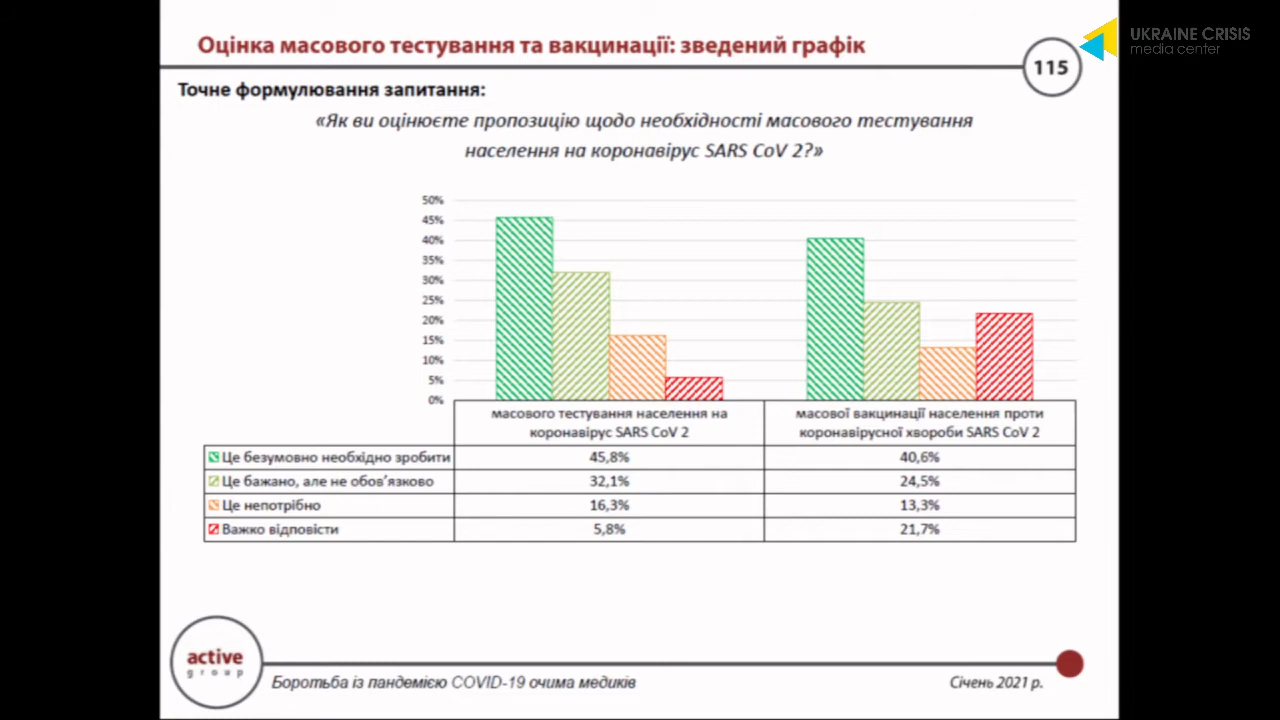 Оцінка масового тестування та вакцинації: зведений графік
UKRAINE CRISIS
media center
115
Точне формулювання запитання:
«Як ви оцінюєте пропозицію щодо необхідності масового тестування
населення на коронавірус SARS CoV 2?»
50%
45%
40%
35%
30%
25%
20%
15%
10%
5%
0%
масового тестування населення на
коронавірус SARS CoV 2
масової вакцинації населення проти
коронавірусної хвороби SARS CoV 2
Це безумовно необхідно зробити 45,8% 40,6%
Це бажано, але не обов’язково 32,1% 24,5%
Це непотрібно 16,3% 13,3%
Важко відповісти 5,8% 21,7%
active
group
Боротьба із пандемією COVID-19 очима медиків
Січень 2021 р.